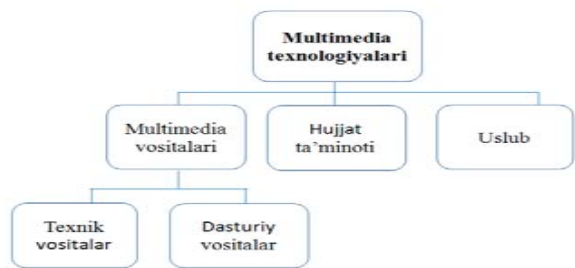 Multimedia
texnologiyalari
Multimedia
vositalari
Hujjat
ta’minoti
Uslub
Texnik
vositalar
Dasturiy
vositalar